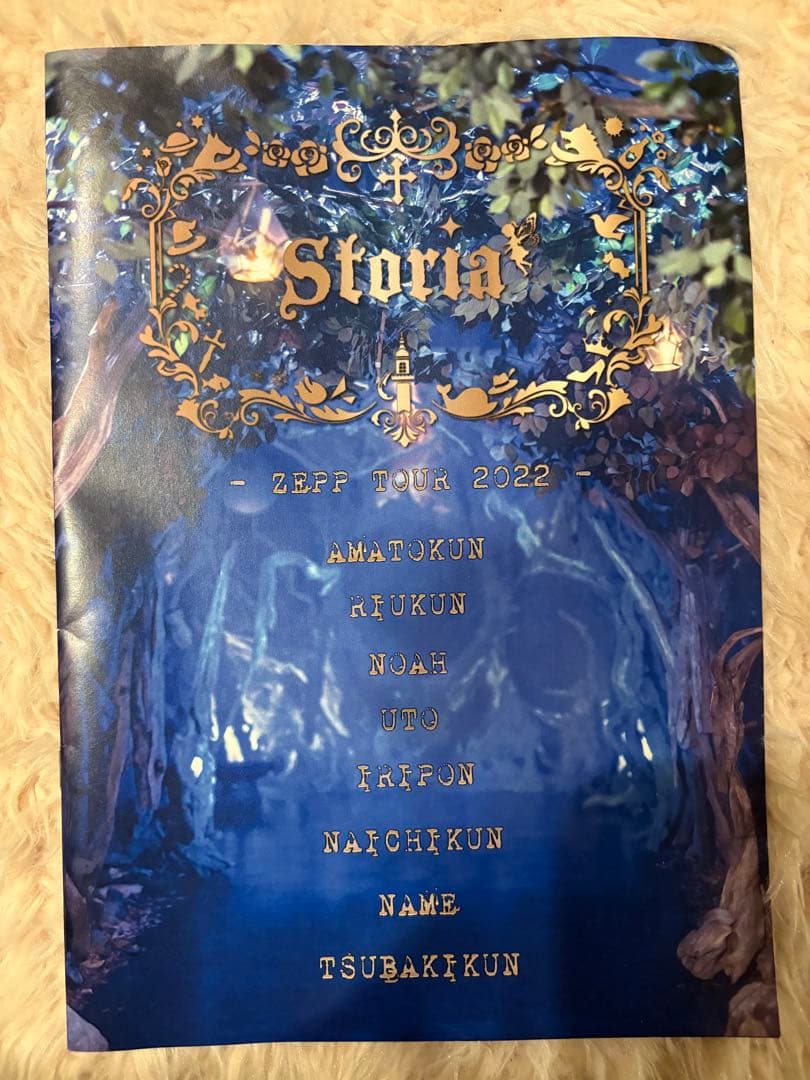 Storia
- ZEPP TOUR 2022 -
AMATOKUN
RIUKUN
NOAH
UTO
IRIPON
NAICHIKUN
NAME
TSUBAKIKUN